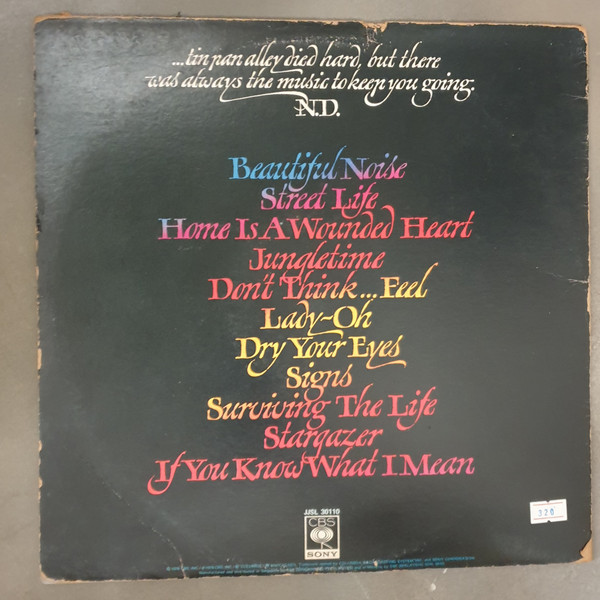 ...tin pan alley died hard, but there
was always the music to keep you going.
N.D.
Beautiful Noise
Street Life
Home Is A Wounded Heart
Jungletime
Don't Think...Feel
Lady-Oh
Dry Your Eyes
Signs
Surviving The Life
Stargazer
If You Know What I Mean
JJSL 30110
CBS
SONY
320